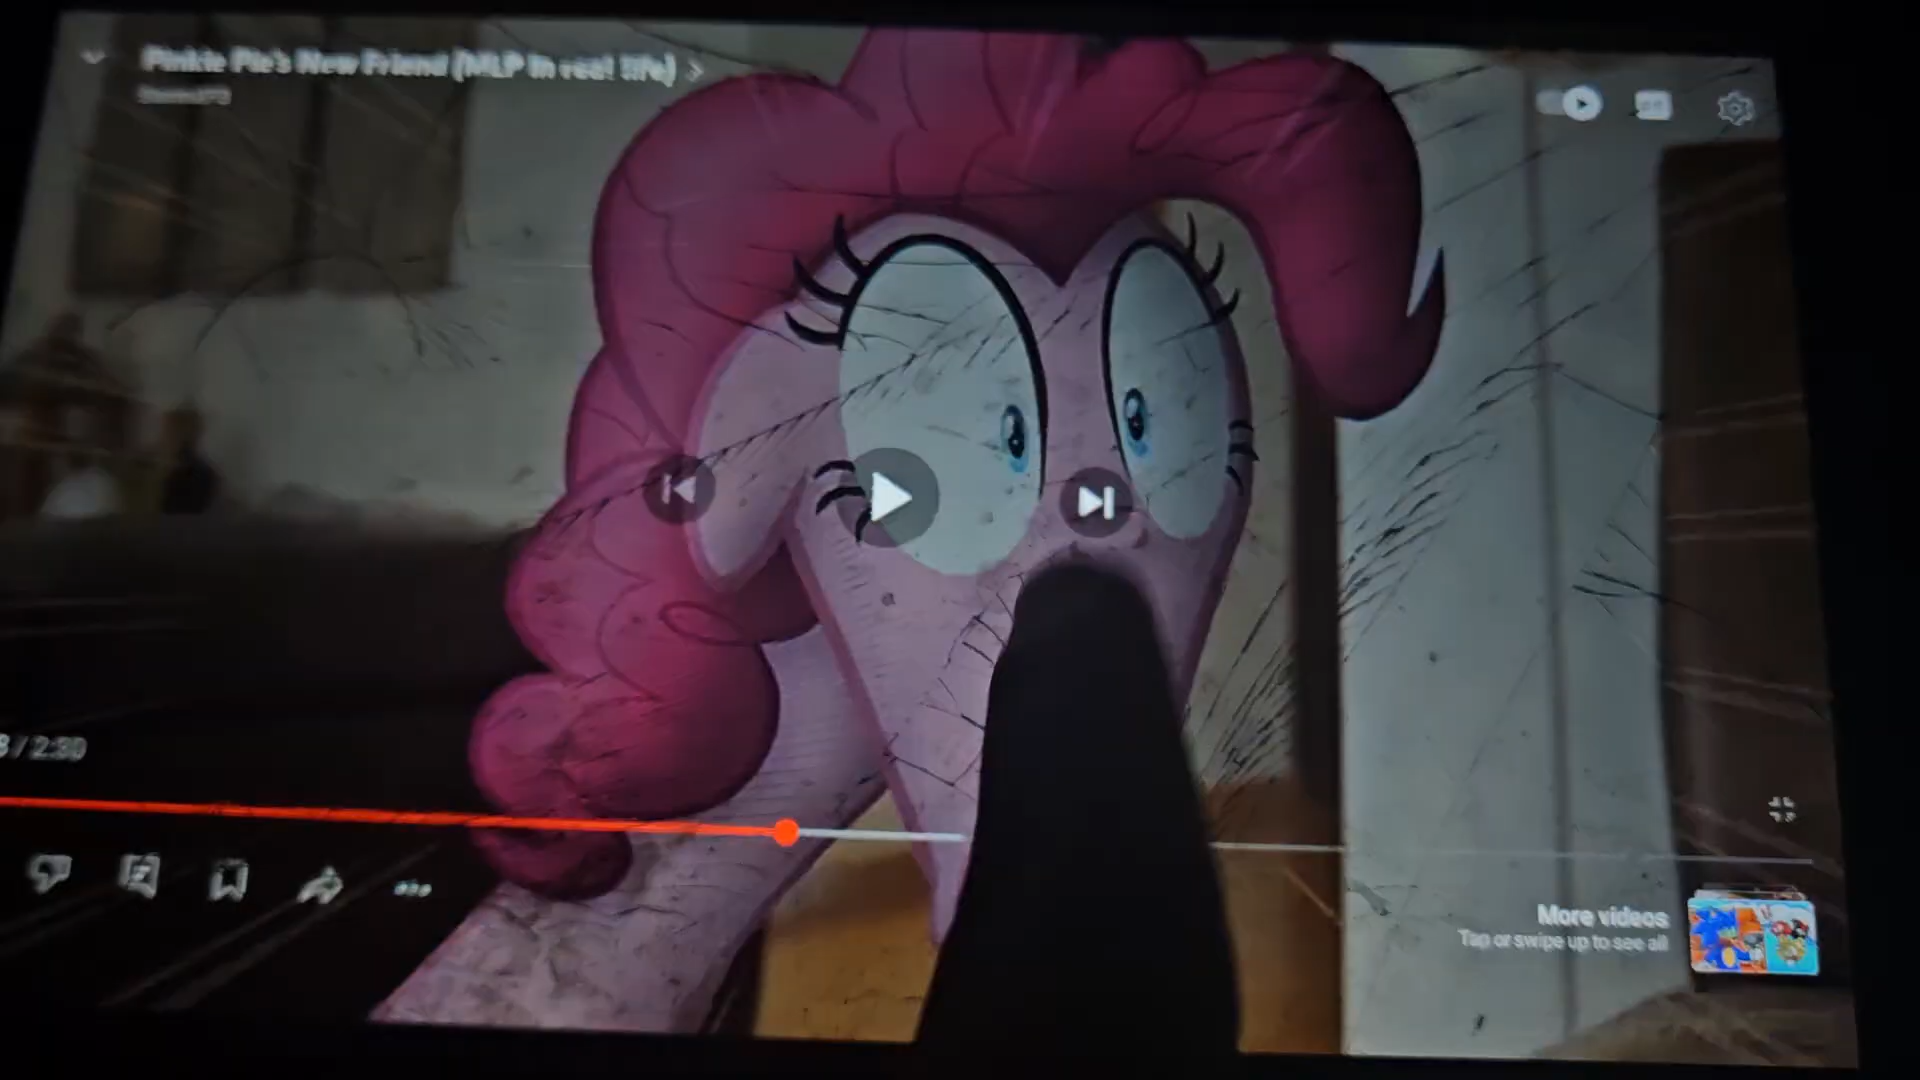 Pinkie Pie's New Friend (MLP in real life)
/ 2:30
More videos
Tap or swipe up to see all